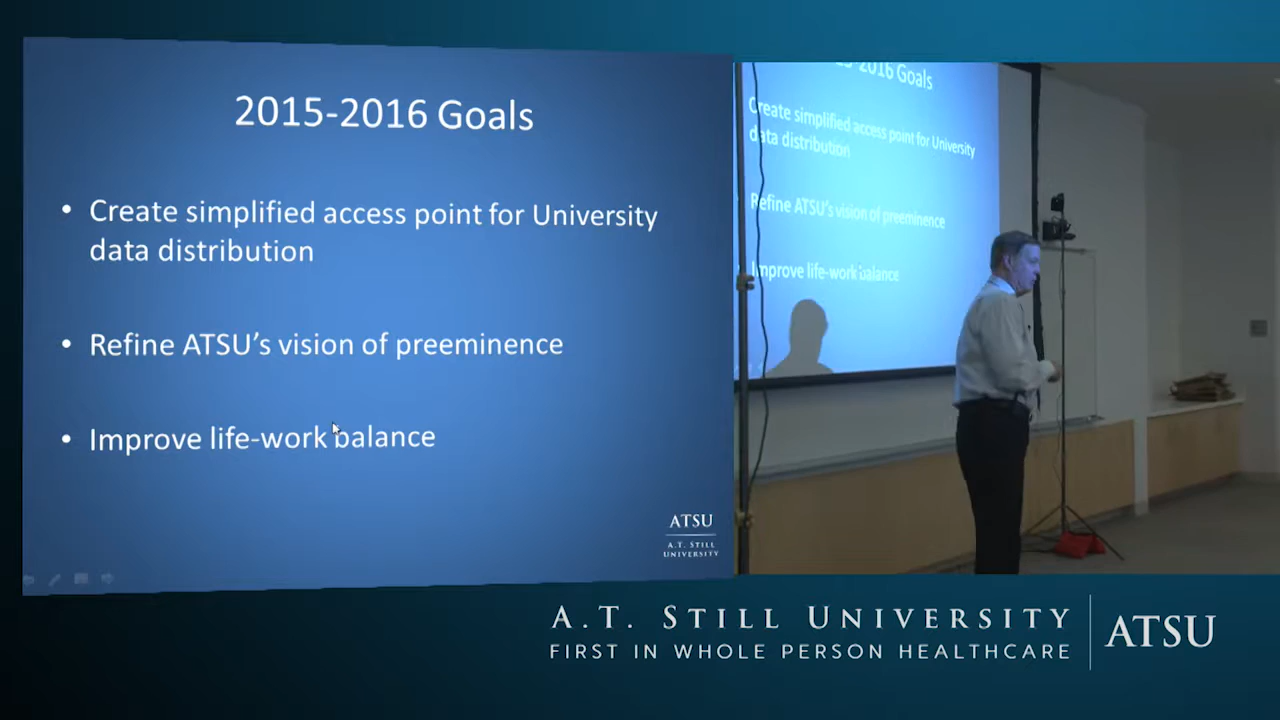 2015-2016 Goals
• Create simplified access point for University
data distribution
• Refine ATSU's vision of preeminence
• Improve life-work balance
ATSU
A.T. STILL
UNIVERSITY
2016 Goals
Create simplified access point for University
data distribution
Refine ATSU's vision of preeminence
Improve life-work balance
A.T. STILL UNIVERSITY
FIRST IN WHOLE PERSON HEALTHCARE
ATSU